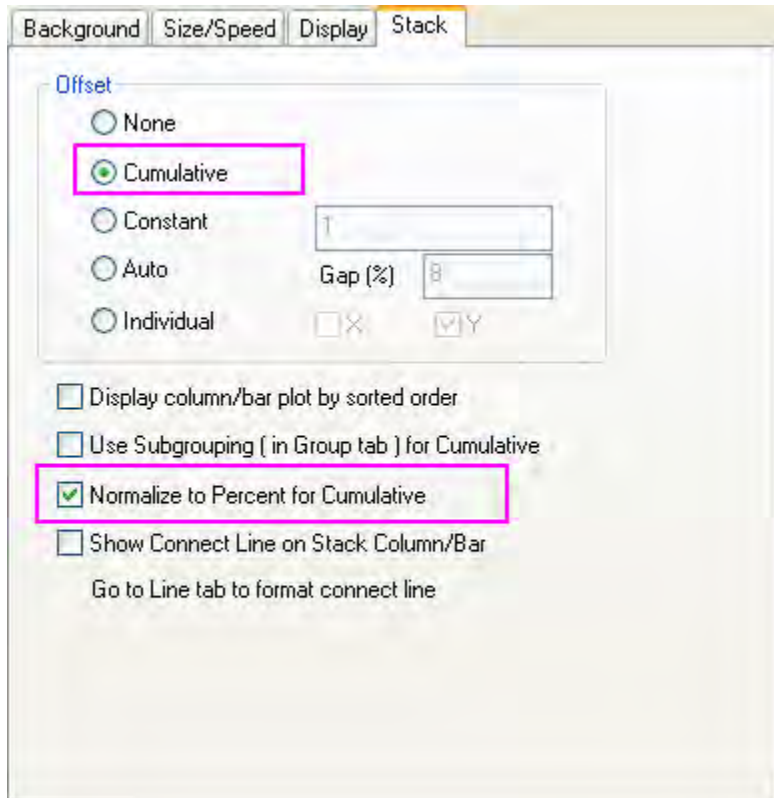 Background Size/Speed Display Stack
Offset
None
Cumulative
Constant 1
Auto Gap (%) 8
Individual X Y
Display column/bar plot by sorted order
Use Subgrouping ( in Group tab ) for Cumulative
Normalize to Percent for Cumulative
Show Connect Line on Stack Column/Bar
Go to Line tab to format connect line